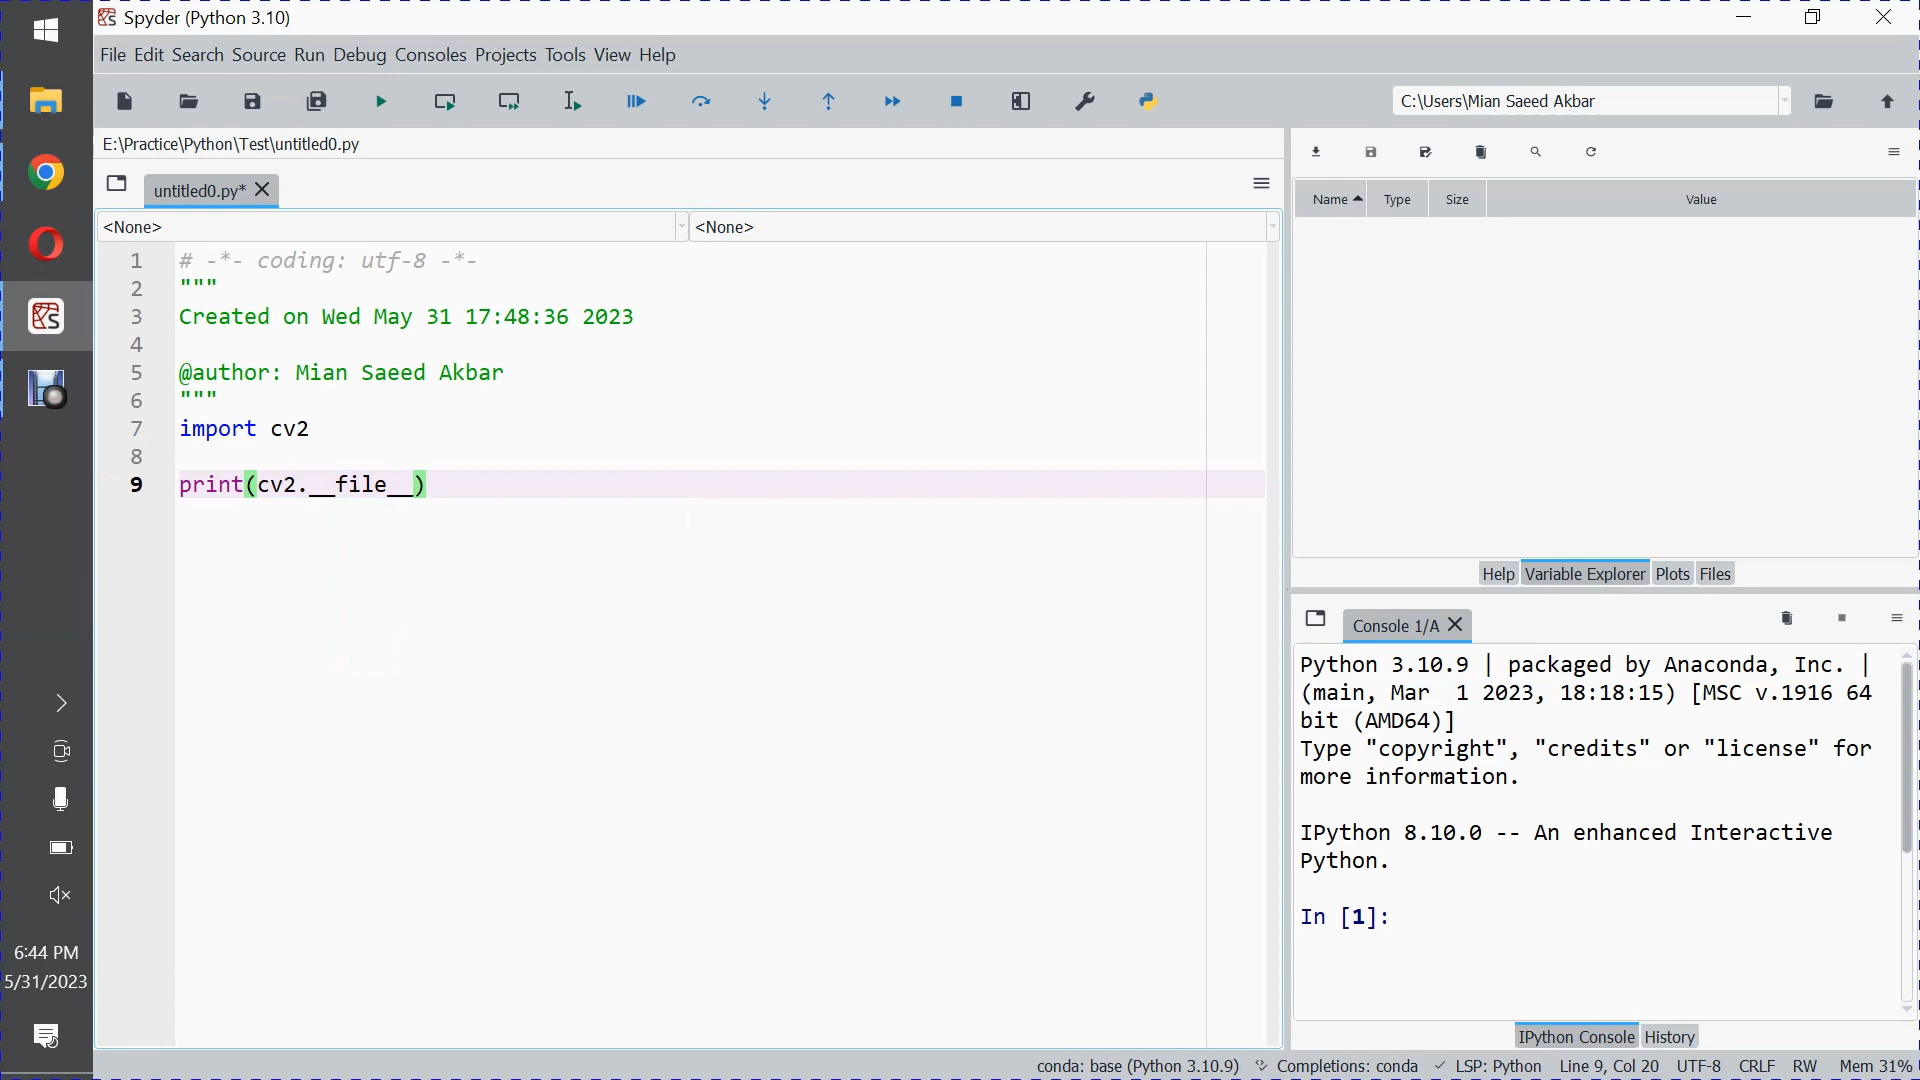 Spyder (Python 3.10)
File Edit Search Source Run Debug Consoles Projects Tools View Help
C:\Users\Mian Saeed Akbar
E:\Practice\Python\Test\untitled0.py
untitled0.py*
<None>
<None>
1 # -*- coding: utf-8 -*-
2 """
3 Created on Wed May 31 17:48:36 2023
4
5 @author: Mian Saeed Akbar
6 """
7 import cv2
8
9 print(cv2.__file__)
Name Type Size Value
Help Variable Explorer Plots Files
Console 1/A
Python 3.10.9 | packaged by Anaconda, Inc. |
(main, Mar  1 2023, 18:18:15) [MSC v.1916 64
bit (AMD64)]
Type "copyright", "credits" or "license" for
more information.
IPython 8.10.0 -- An enhanced Interactive
Python.
In [1]:
IPython Console History
6:44 PM
5/31/2023
conda: base (Python 3.10.9) Completions: conda LSP: Python Line 9, Col 20 UTF-8 CRLF RW Mem 31%